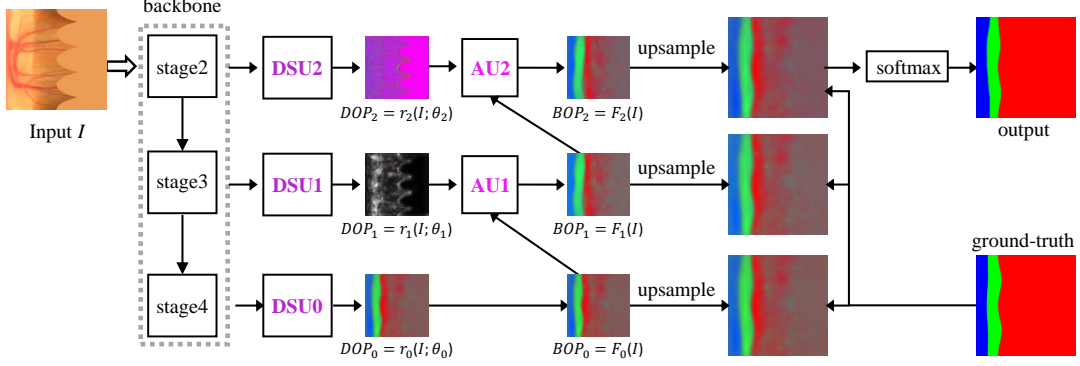 backbone
Input I
stage2
DSU2
DOP₂ = r₂(I; θ₂)
AU2
BOP₂ = F₂(I)
upsample
softmax
output
stage3
DSU1
DOP₁ = r₁(I; θ₁)
AU1
BOP₁ = F₁(I)
upsample
ground-truth
stage4
DSU0
DOP₀ = r₀(I; θ₀)
BOP₀ = F₀(I)
upsample